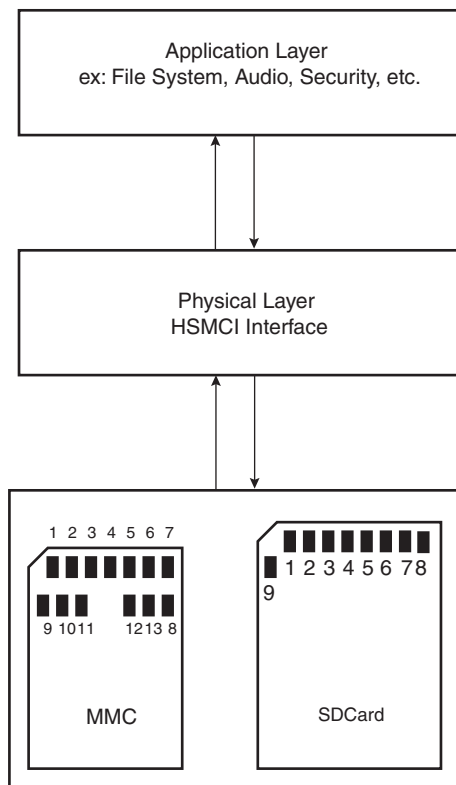 Application Layer
ex: File System, Audio, Security, etc.
Physical Layer
HSMCI Interface
1 2 3 4 5 6 7
9 10 11 12 13 8
MMC
1 2 3 4 5 6 7 8
9
SDCard